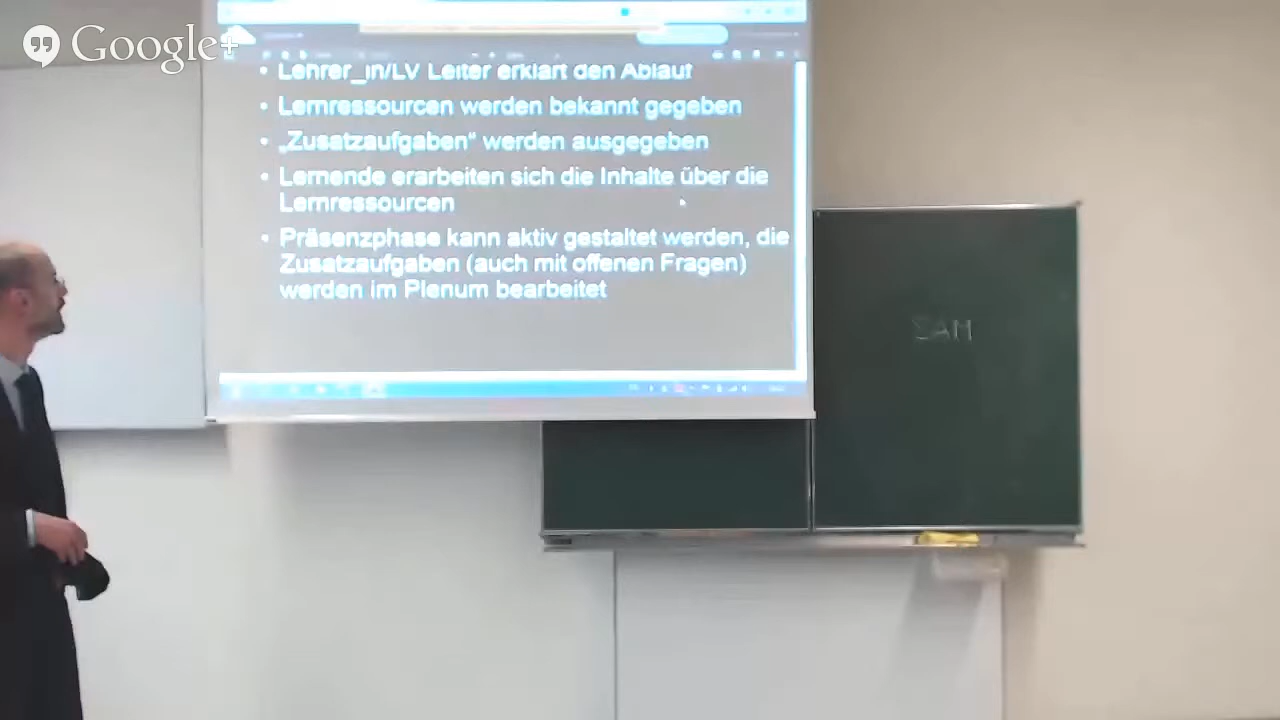 Google+
Lehrer_in/LV Leiter erklärt den Ablauf
Lernressourcen werden bekannt gegeben
„Zusatzaufgaben“ werden ausgegeben
Lernende erarbeiten sich die Inhalte über die
Lernressourcen
Präsenzphase kann aktiv gestaltet werden, die
Zusatzaufgaben (auch mit offenen Fragen)
werden im Plenum bearbeitet